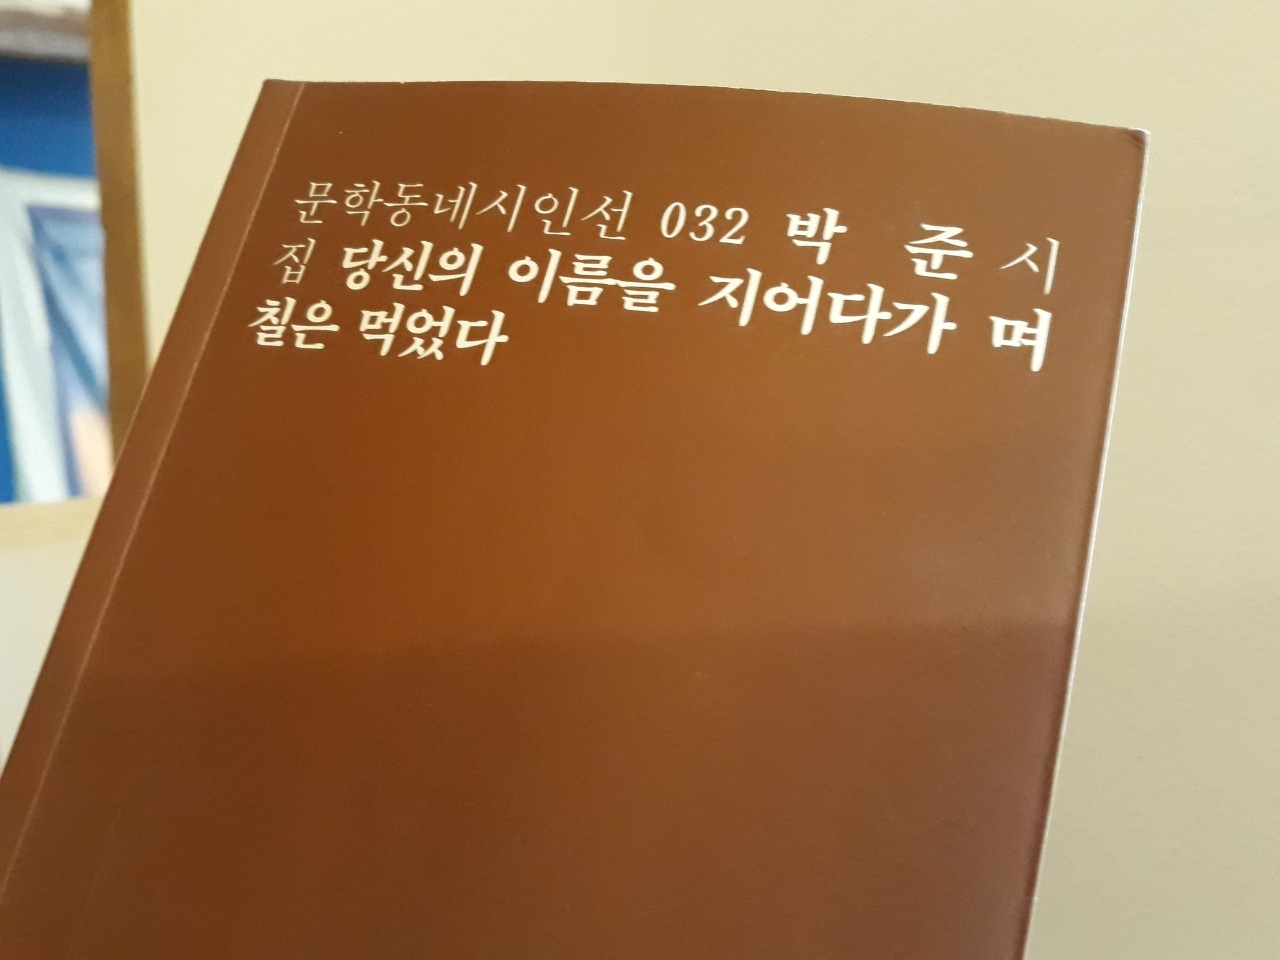 문학동네시인선 032 박 준 시
집 당신의 이름을 지어다가 며
칠은 먹었다